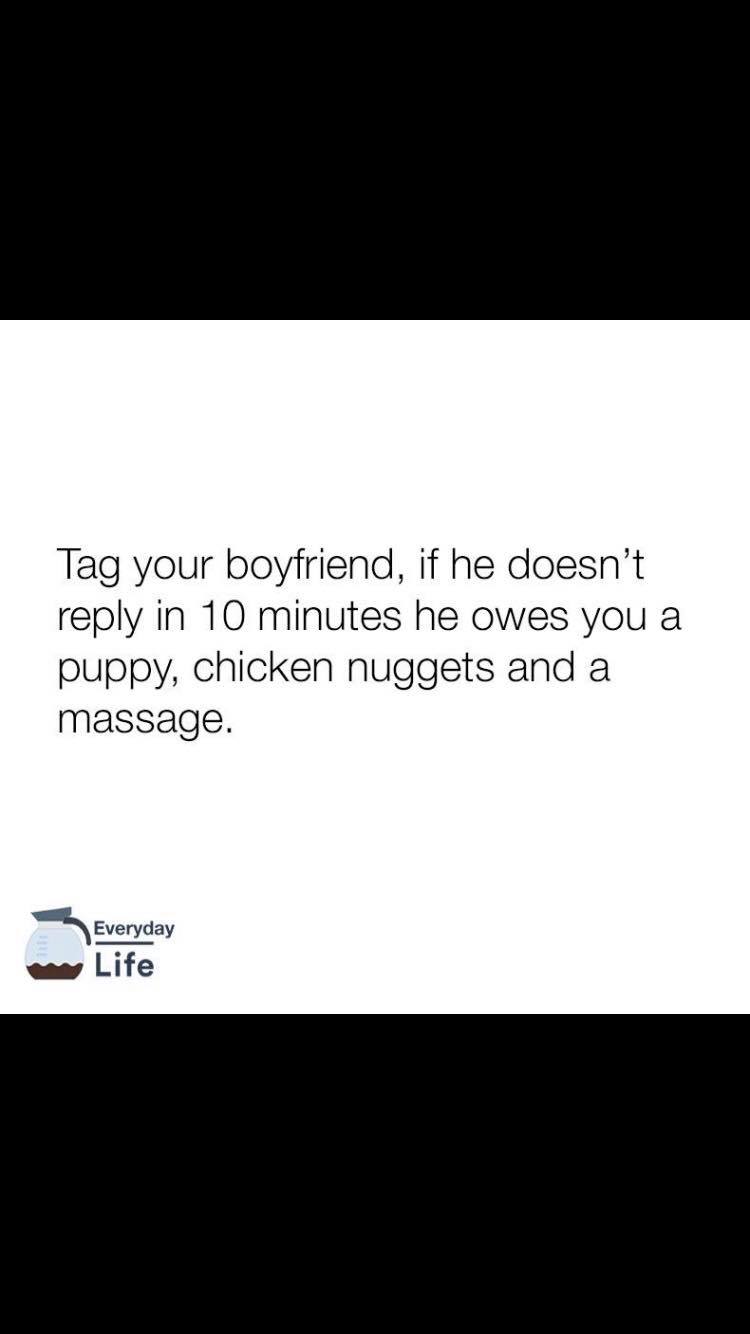 Tag your boyfriend, if he doesn’t
reply in 10 minutes he owes you a
puppy, chicken nuggets and a
massage.
Everyday
Life